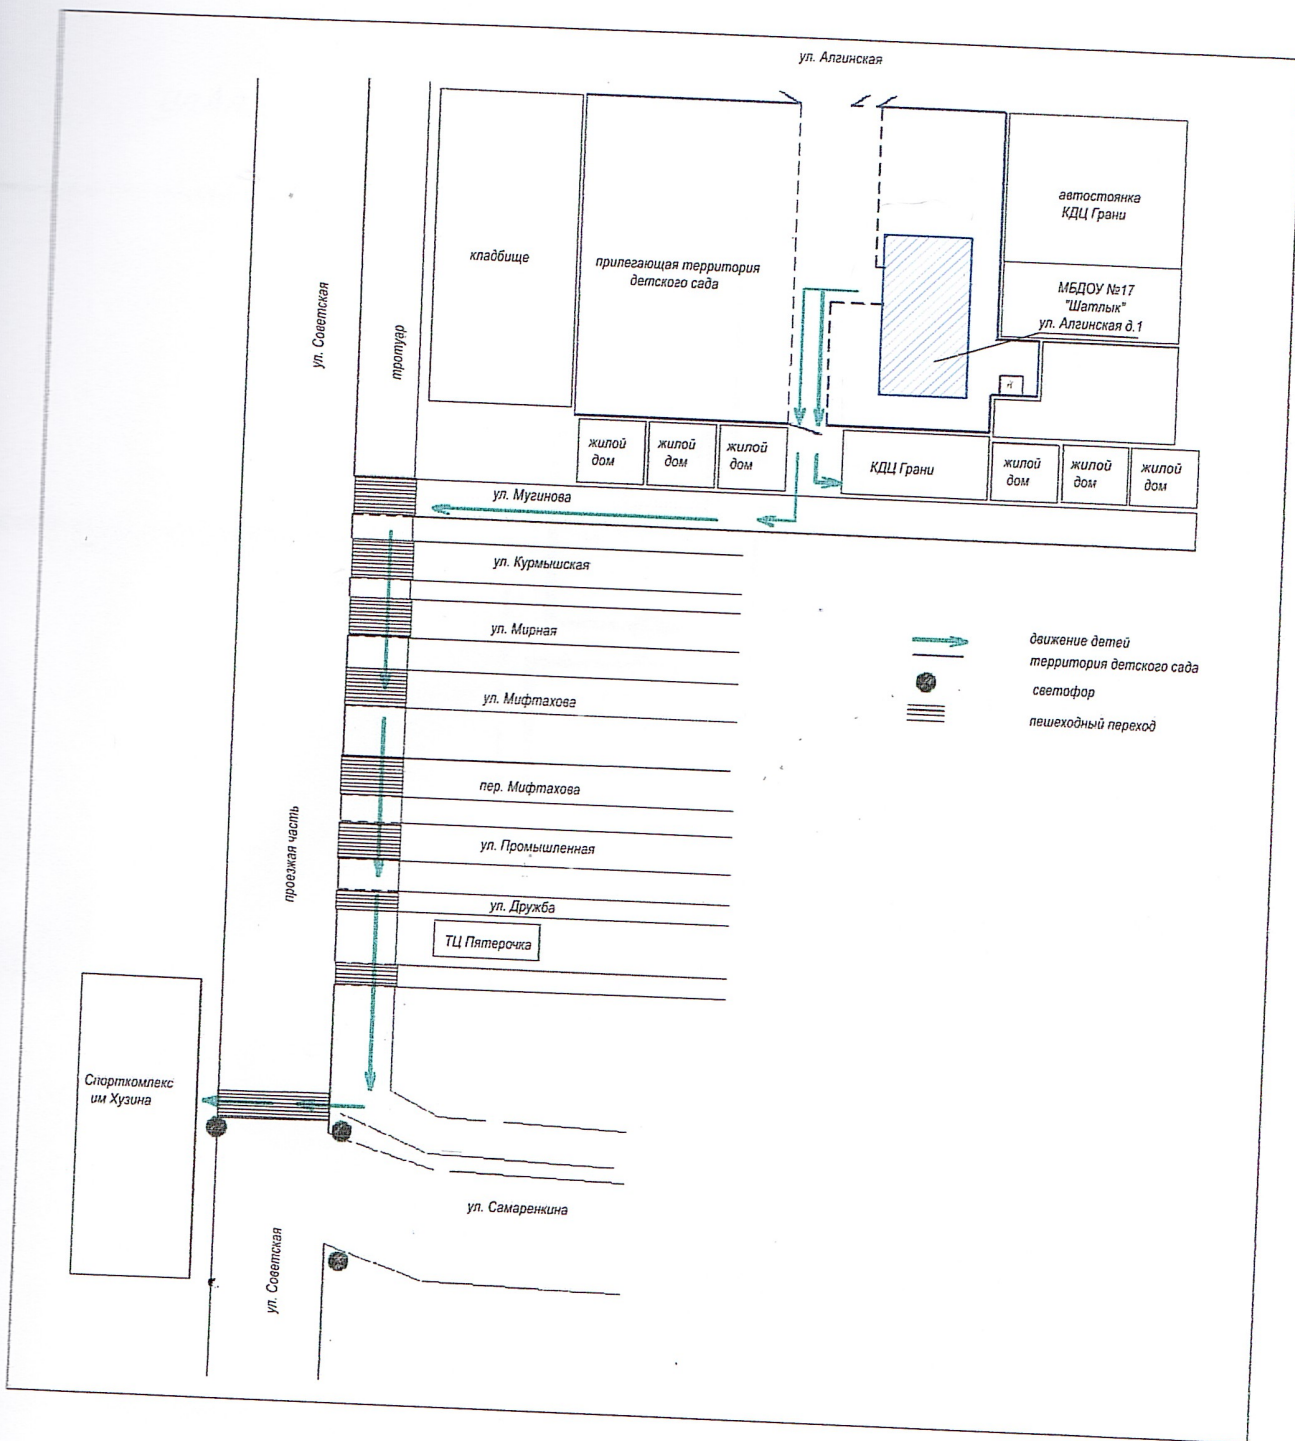 ул. Алгинская
автостоянка
КДЦ Грани
кладбище
прилегающая территория
детского сада
МБДОУ №17
"Шатлык"
ул. Алгинская д.1
ул. Советская
тротуар
жилой
дом
жилой
дом
жилой
дом
КДЦ Грани
жилой
дом
жилой
дом
жилой
дом
ул. Мугинова
ул. Курмышская
ул. Мирная
движение детей
территория детского сада
светофор
пешеходный переход
ул. Мифтахова
пер. Мифтахова
проезжая часть
ул. Промышленная
ул. Дружба
ТЦ Пятерочка
Спорткомлекс
им Хузина
ул. Самаренкина
ул. Советская